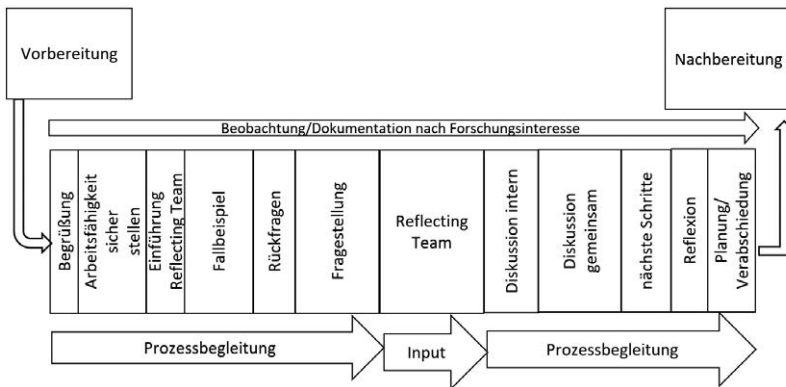 Vorbereitung
Nachbereitung
Beobachtung/Dokumentation nach Forschungsinteresse
Begrüßung
Arbeitsfähigkeit
sicher
stellen
Einführung
Reflecting Team
Fallbeispiel
Rückfragen
Fragestellung
Reflecting
Team
Diskussion intern
Diskussion
gemeinsam
nächste Schritte
Reflexion
Planung/
Verabschiedung
Prozessbegleitung
Input
Prozessbegleitung